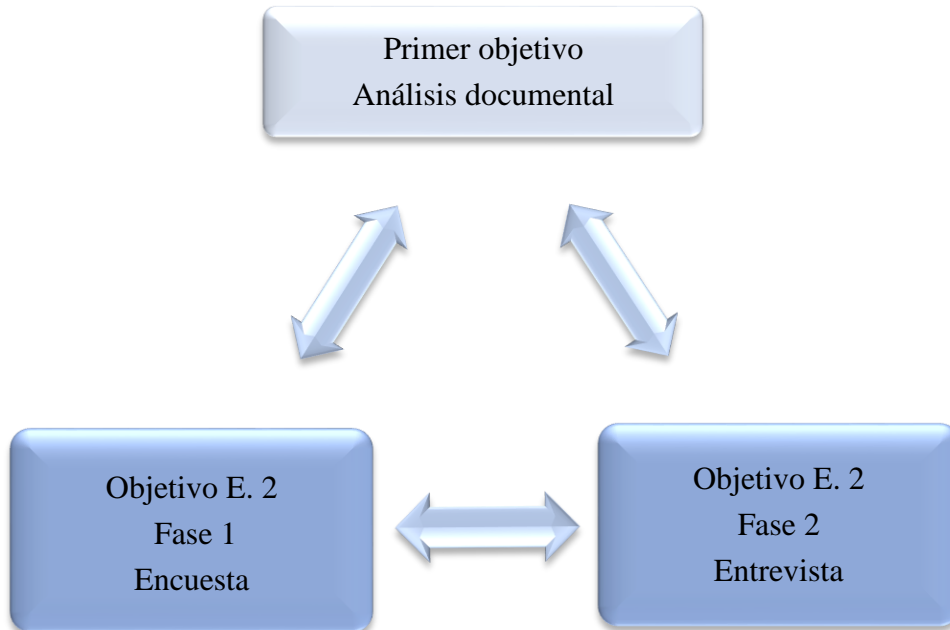 Primer objetivo
Análisis documental
Objetivo E. 2
Fase 1
Encuesta
Objetivo E. 2
Fase 2
Entrevista